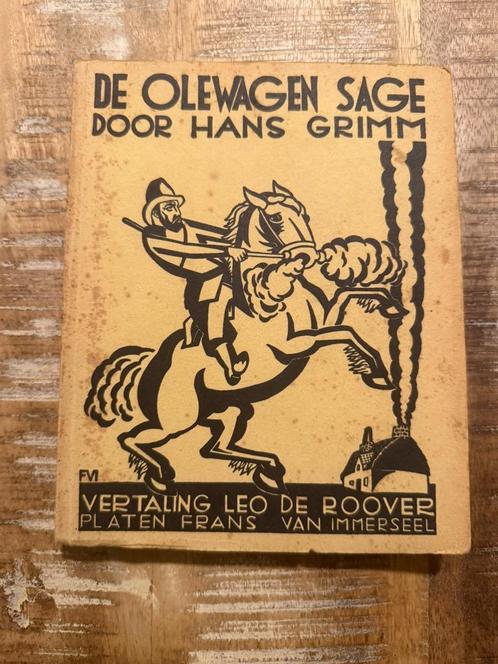 DE OLEWAGEN SAGE
DOOR HANS GRIMM
FVI
VERTALING LEO DE ROOVER
PLATEN FRANS VAN IMMERSEEL